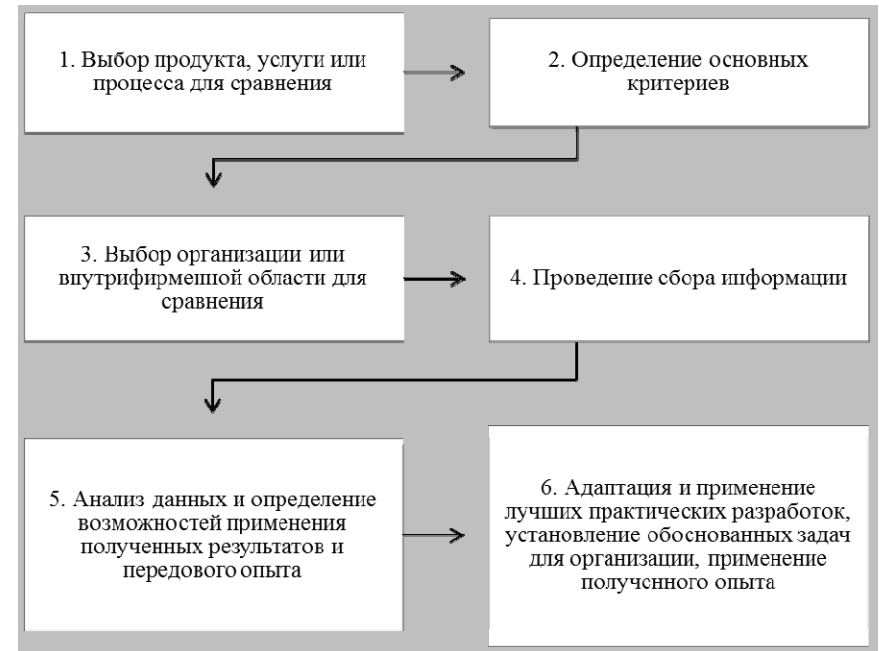 1. Выбор продукта, услуги или
процесса для сравнения
2. Определение основных
критериев
3. Выбор организации или
внутрифирменной области для
сравнения
4. Проведение сбора информации
5. Анализ данных и определение
возможностей применения
полученных результатов и
передового опыта
6. Адаптация и применение
лучших практических разработок,
установление обоснованных задач
для организации, применение
полученного опыта